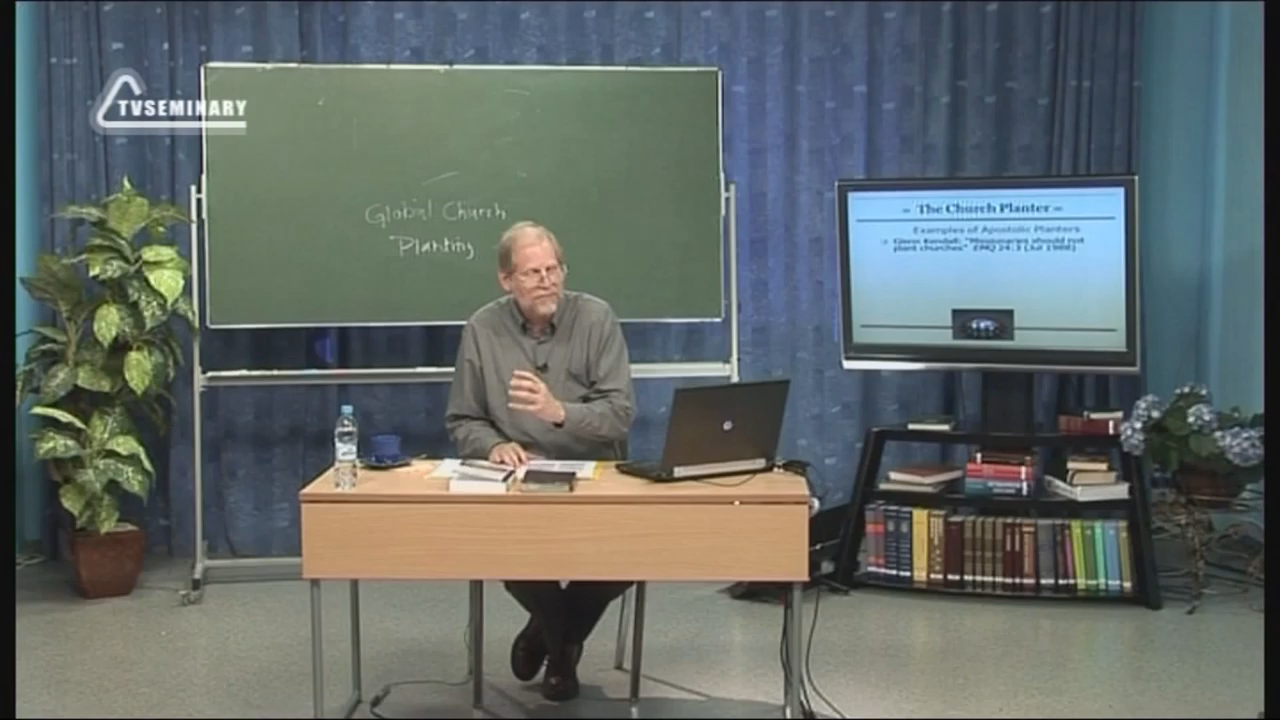 TVSEMINARY
Global Church
Planting
The Church Planter
Examples of Apostolic Planters
Glenn Kendall: "Missionaries should not
plant churches" EMQ 24:3 (Jul 1988)